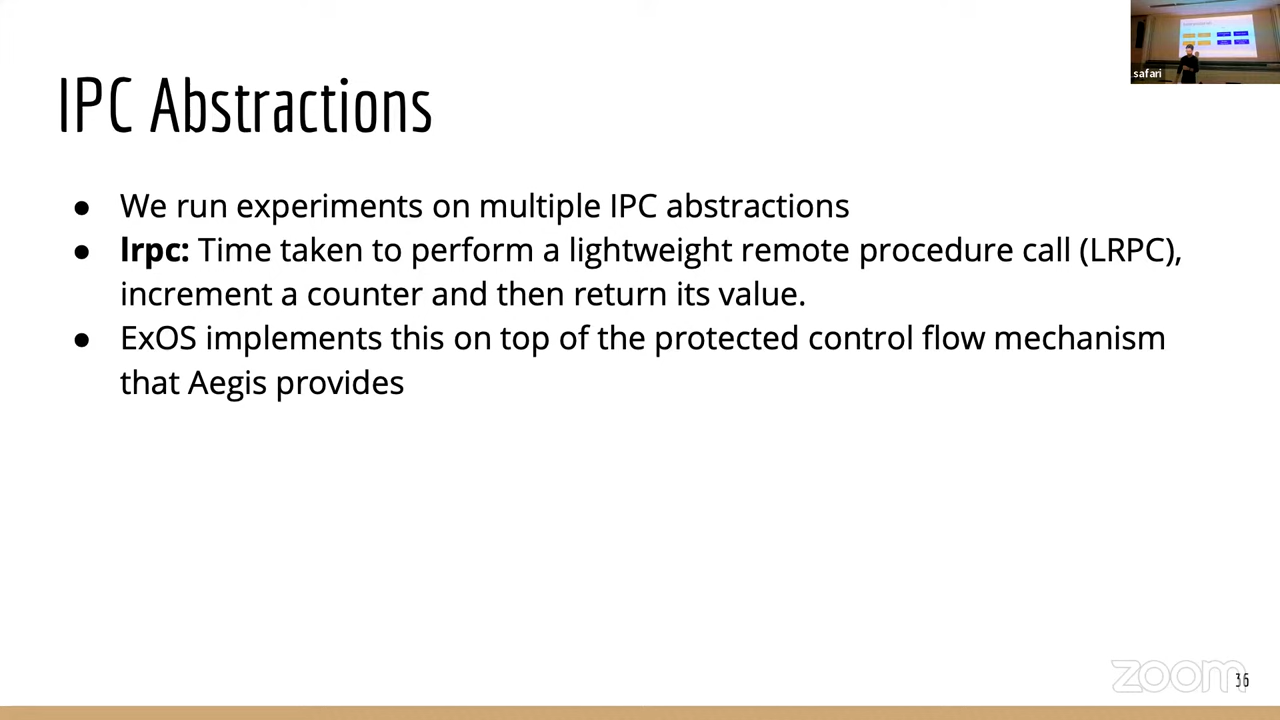 safari
IPC Abstractions
● We run experiments on multiple IPC abstractions
● lrpc: Time taken to perform a lightweight remote procedure call (LRPC),
increment a counter and then return its value.
● ExOS implements this on top of the protected control flow mechanism
that Aegis provides
zoom
36